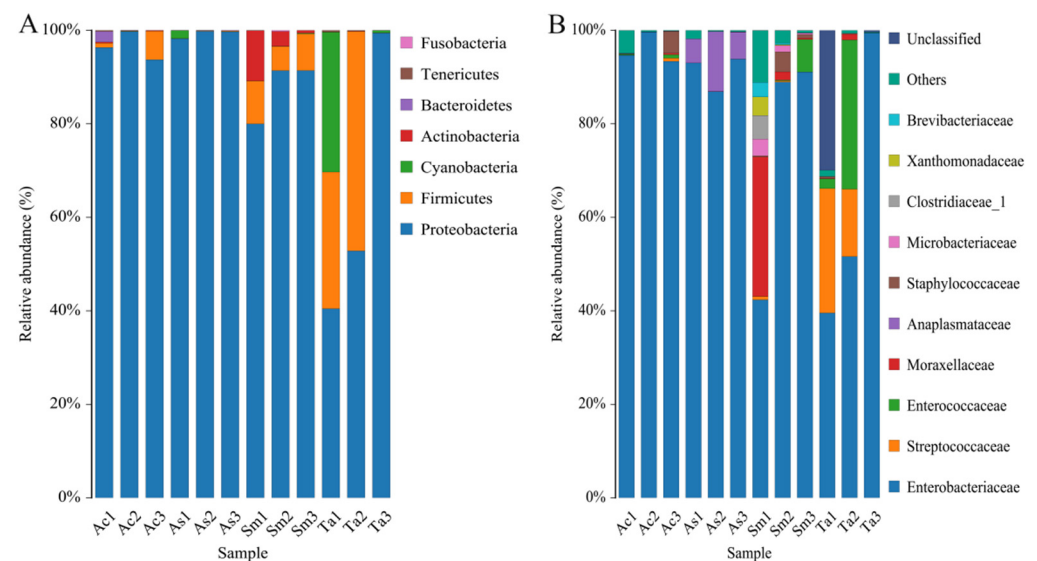 A
100%
80%
60%
40%
20%
0%
Relative abundance (%)
Ac1 Ac2 Ac3 As1 As2 As3 Sm1 Sm2 Sm3 Ta1 Ta2 Ta3
Sample
Fusobacteria
Tenericutes
Bacteroidetes
Actinobacteria
Cyanobacteria
Firmicutes
Proteobacteria
B
100%
80%
60%
40%
20%
0%
Relative abundance (%)
Ac1 Ac2 Ac3 As1 As2 As3 Sm1 Sm2 Sm3 Ta1 Ta2 Ta3
Sample
Unclassified
Others
Brevibacteriaceae
Xanthomonadaceae
Clostridiaceae_1
Microbacteriaceae
Staphylococcaceae
Anaplasmataceae
Moraxellaceae
Enterococcaceae
Streptococcaceae
Enterobacteriaceae